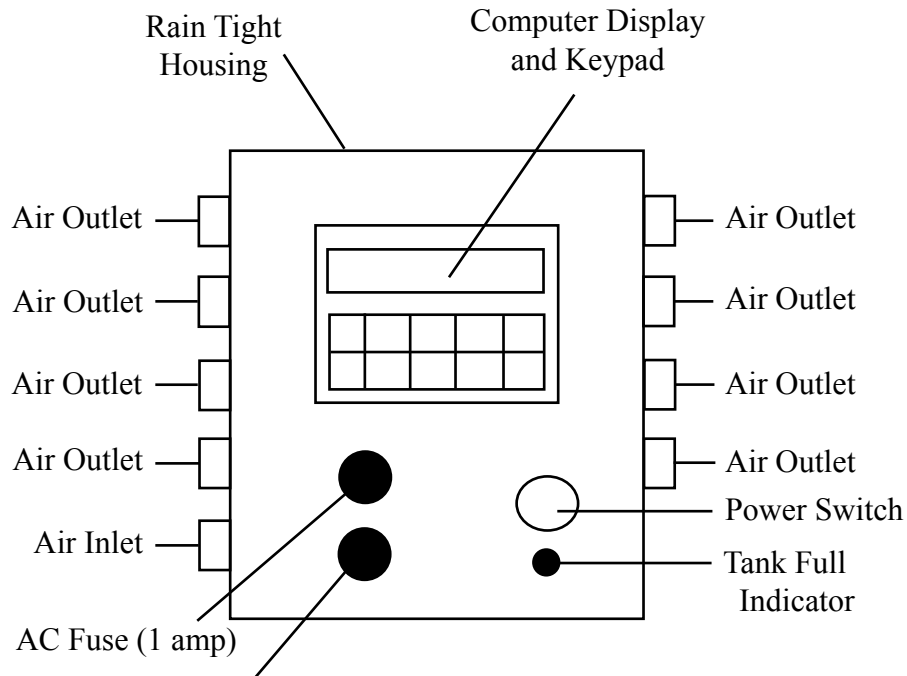 Rain Tight
Housing
Computer Display
and Keypad
Air Outlet
Air Outlet
Air Outlet
Air Outlet
Air Inlet
AC Fuse (1 amp)
Air Outlet
Air Outlet
Air Outlet
Air Outlet
Power Switch
Tank Full
Indicator